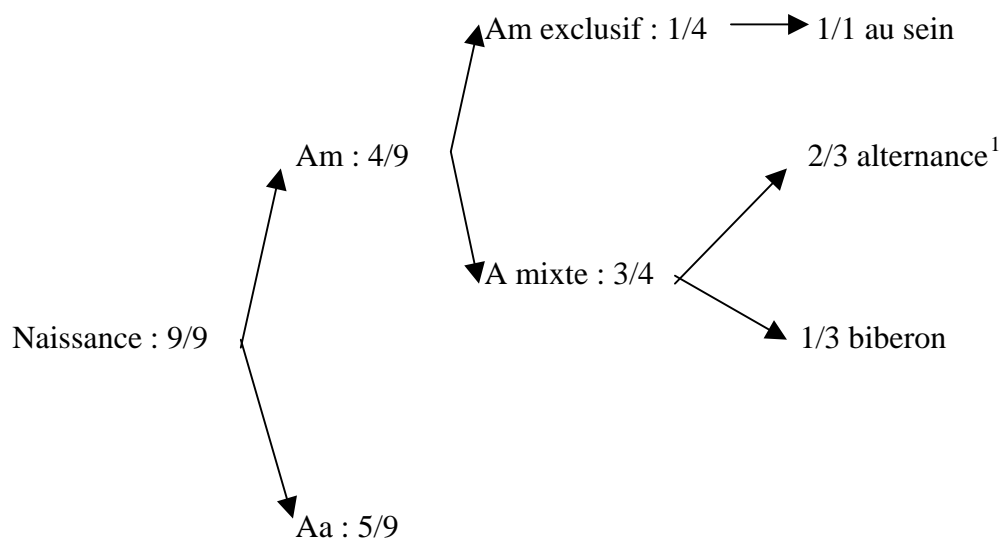 Am exclusif : 1/4 1/1 au sein
Am : 4/9 2/3 alternance¹
A mixte : 3/4
Naissance : 9/9 1/3 biberon
Aa : 5/9